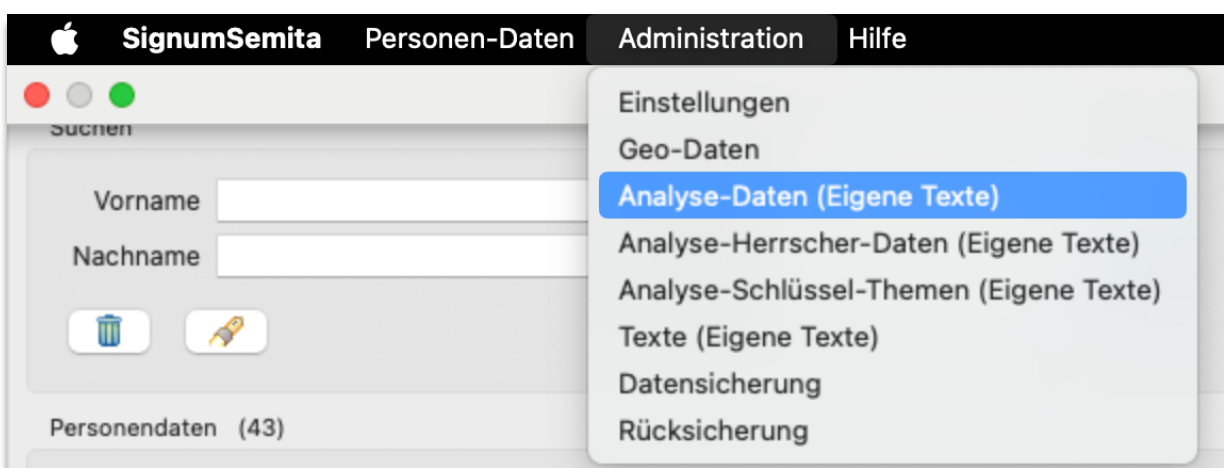 SignumSemita Personen-Daten Administration Hilfe
Einstellungen
Geo-Daten
Analyse-Daten (Eigene Texte)
Analyse-Herrscher-Daten (Eigene Texte)
Analyse-Schlüssel-Themen (Eigene Texte)
Texte (Eigene Texte)
Datensicherung
Rücksicherung
Suchen
Vorname
Nachname
Personendaten (43)